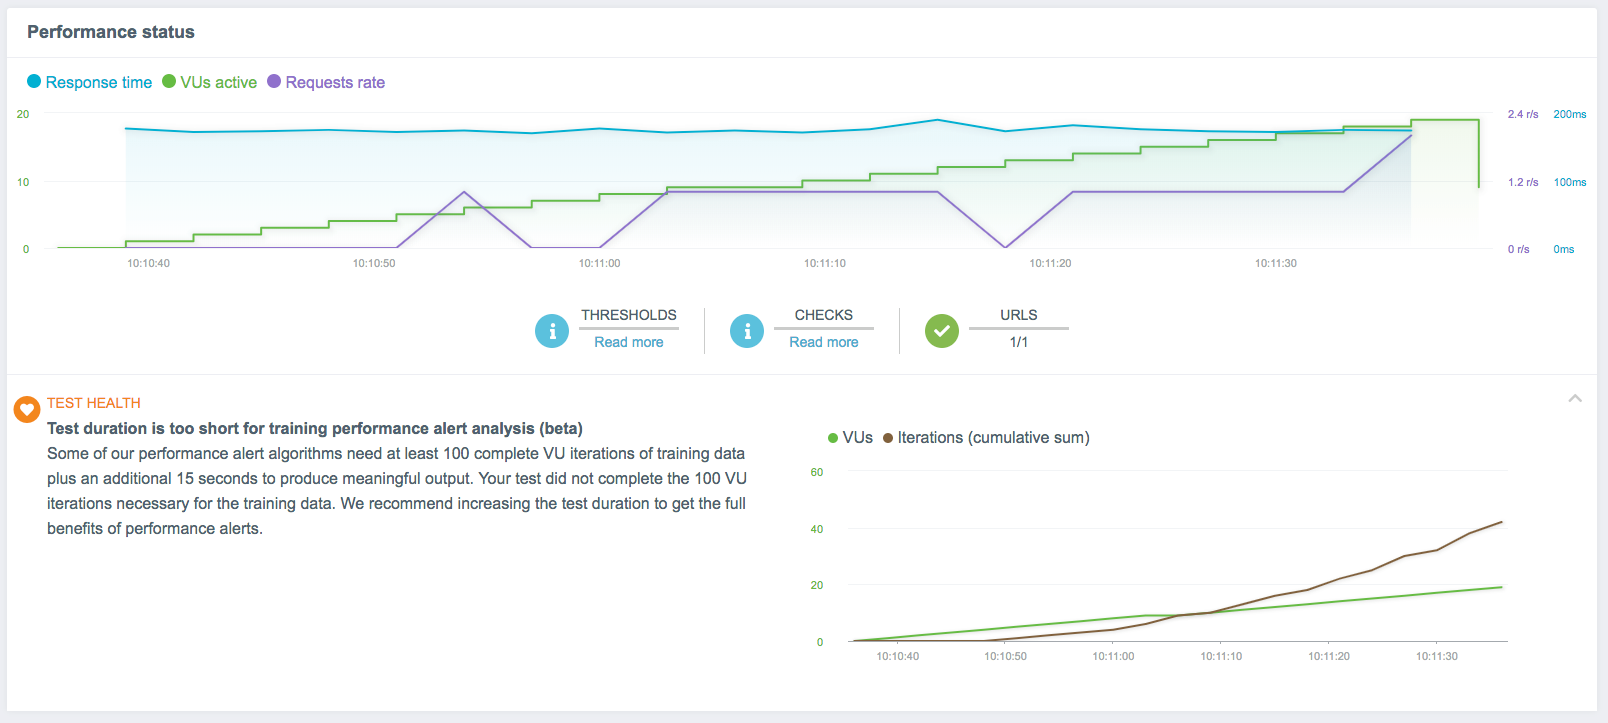 Performance status
Response time VUs active Requests rate
20 2.4 r/s 200ms
10 1.2 r/s 100ms
0 0 r/s 0ms
10:10:40 10:10:50 10:11:00 10:11:10 10:11:20 10:11:30
THRESHOLDS
Read more
CHECKS
Read more
URLS
1/1
TEST HEALTH
Test duration is too short for training performance alert analysis (beta)
Some of our performance alert algorithms need at least 100 complete VU iterations of training data
plus an additional 15 seconds to produce meaningful output. Your test did not complete the 100 VU
iterations necessary for the training data. We recommend increasing the test duration to get the full
benefits of performance alerts.
VUs Iterations (cumulative sum)
60
40
20
0
10:10:40 10:10:50 10:11:00 10:11:10 10:11:20 10:11:30